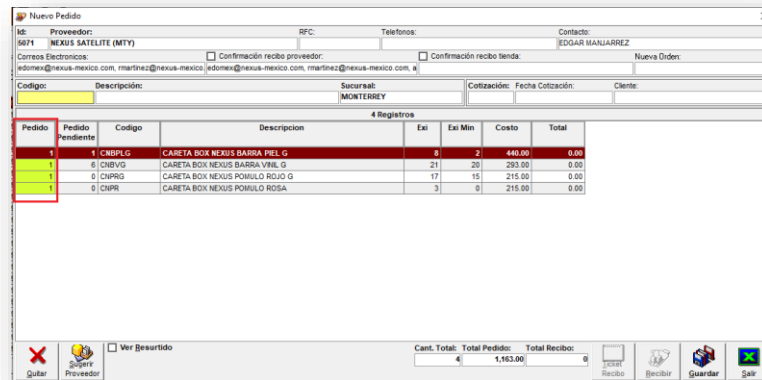 Nuevo Pedido
Id: Proveedor: RFC: Telefonos: Contacto:
5071 NEXUS SATELITE (MTY) EDGAR MANJARREZ
Correos Electronicos: Confirmación recibo proveedor: Confirmación recibo tienda: Nueva Orden:
edomex@nexus-mexico.com, rmartinez@nexus-mexico. edomex@nexus-mexico.com, rmartinez@nexus-mexico.com, a
Codigo: Descripción: Sucursal: Cotización: Fecha Cotización: Cliente:
MONTERREY
4 Registros
Pedido Pedido Pendiente Codigo Descripcion Exi Exi Min Costo Total
1 1 CNBPLG CARETA BOX NEXUS BARRA PIEL G 8 2 440.00 0.00
1 6 CNBVG CARETA BOX NEXUS BARRA VINIL G 21 20 293.00 0.00
1 0 CNPRG CARETA BOX NEXUS POMULO ROJO G 17 15 215.00 0.00
1 0 CNPR CARETA BOX NEXUS POMULO ROSA 3 0 215.00 0.00
Ver Resurtido Cant. Total: Total Pedido: Total Recibo:
4 1,163.00 0
Quitar Sugerir Proveedor Ticket Recibo Recibir Guardar Salir